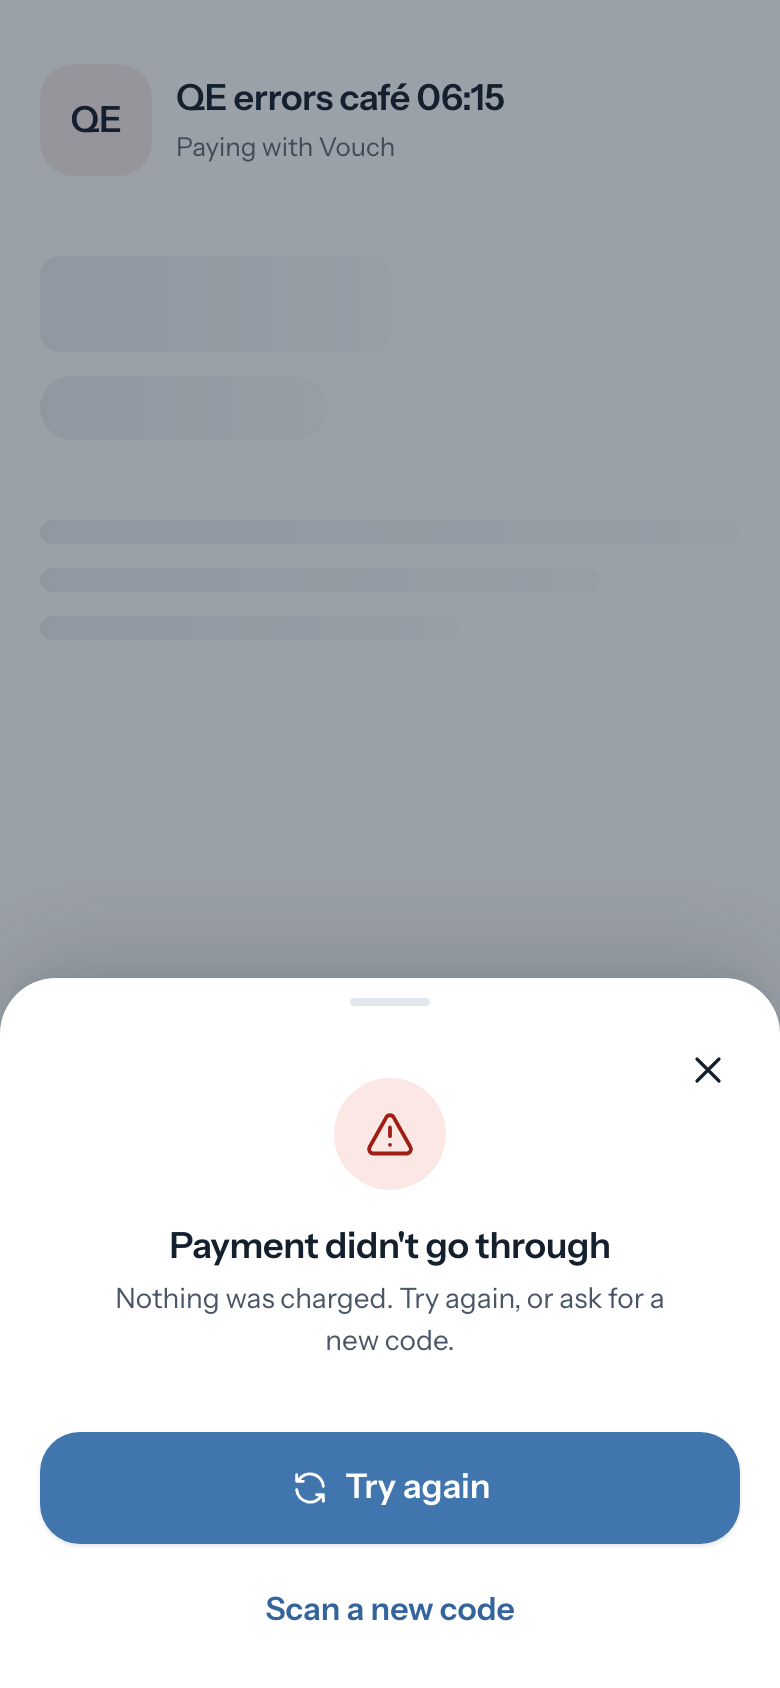 QE
QE errors café 06:15
Paying with Vouch
Payment didn't go through
Nothing was charged. Try again, or ask for a
new code.
Try again
Scan a new code